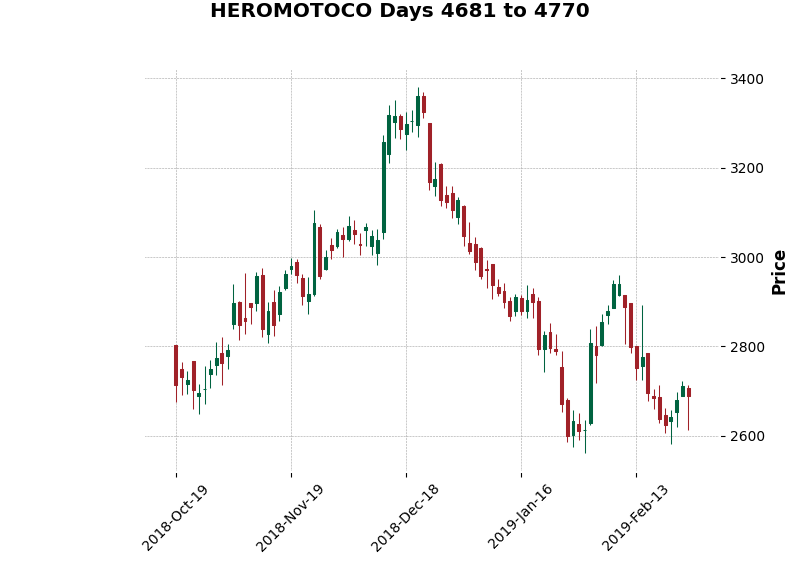 HEROMOTOCO Days 4681 to 4770
3400
3200
3000
2800
2600
Price
2018-Oct-19
2018-Nov-19
2018-Dec-18
2019-Jan-16
2019-Feb-13